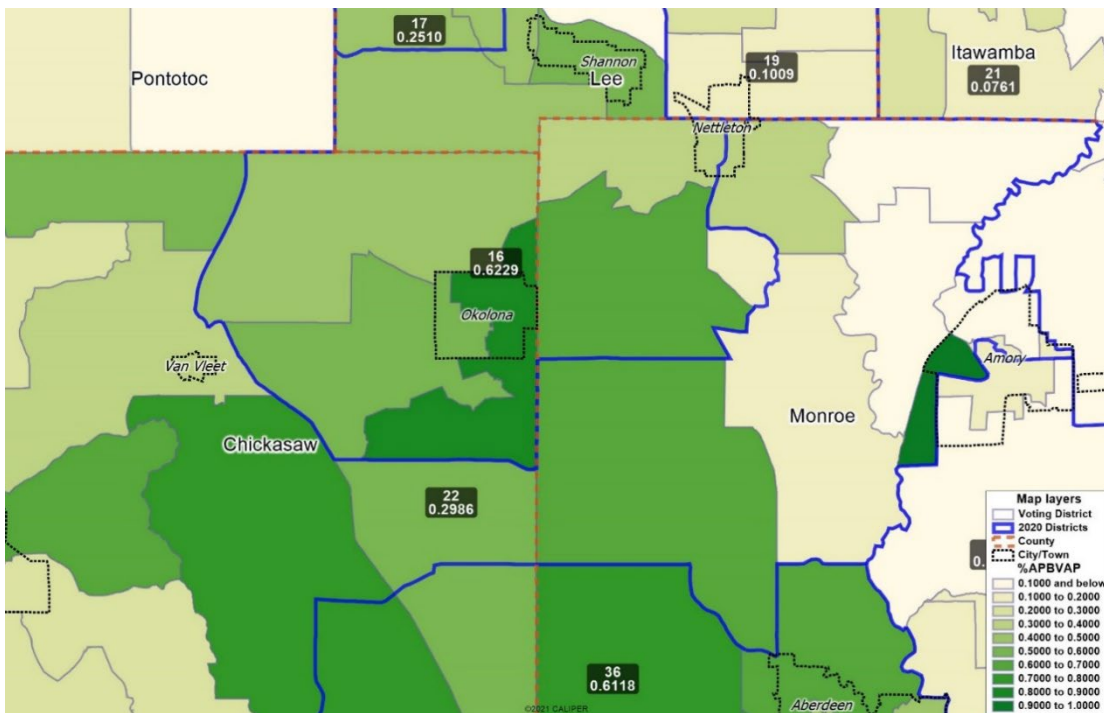 17
0.2510
Shannon
Lee
19
0.1009
Itawamba
21
0.0761
Pontotoc
Nettleton
16
0.6229
Okolona
Van Vleet
Amory
Chickasaw
Monroe
22
0.2986
36
0.6118
Aberdeen
©2021 CALIPER
Map layers
Voting District
2020 Districts
County
City/Town
%APBVAP
0.1000 and below
0.1000 to 0.2000
0.2000 to 0.3000
0.3000 to 0.4000
0.4000 to 0.5000
0.5000 to 0.6000
0.6000 to 0.7000
0.7000 to 0.8000
0.8000 to 0.9000
0.9000 to 1.0000